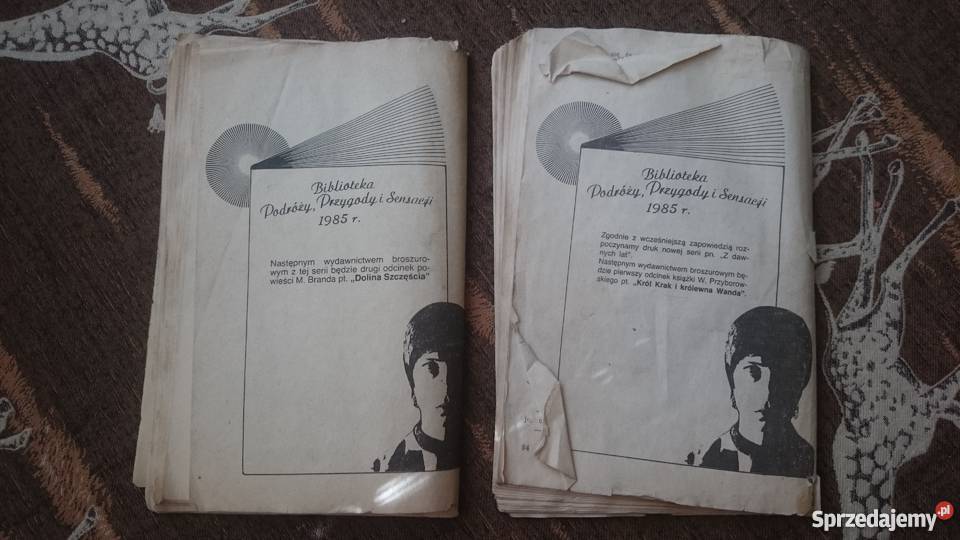 Biblioteka
Podróży, Przygody i Sensacji
1985 r.
Następnym wydawnictwem broszuro-
wym z tej serii będzie drugi odcinek po-
wieści M. Branda pt. „Dolina Szczęścia”
Biblioteka
Podróży, Przygody i Sensacji
1985 r.
Zgodnie z wcześniejszą zapowiedzią roz-
poczynamy druk nowej serii pn. „Z daw-
nych lat”.
Następnym wydawnictwem broszurowym bę-
dzie pierwszy odcinek książki W. Przyborow-
skiego pt. „Król Krak i królewna Wanda”.
84
Sprzedajemy.pl